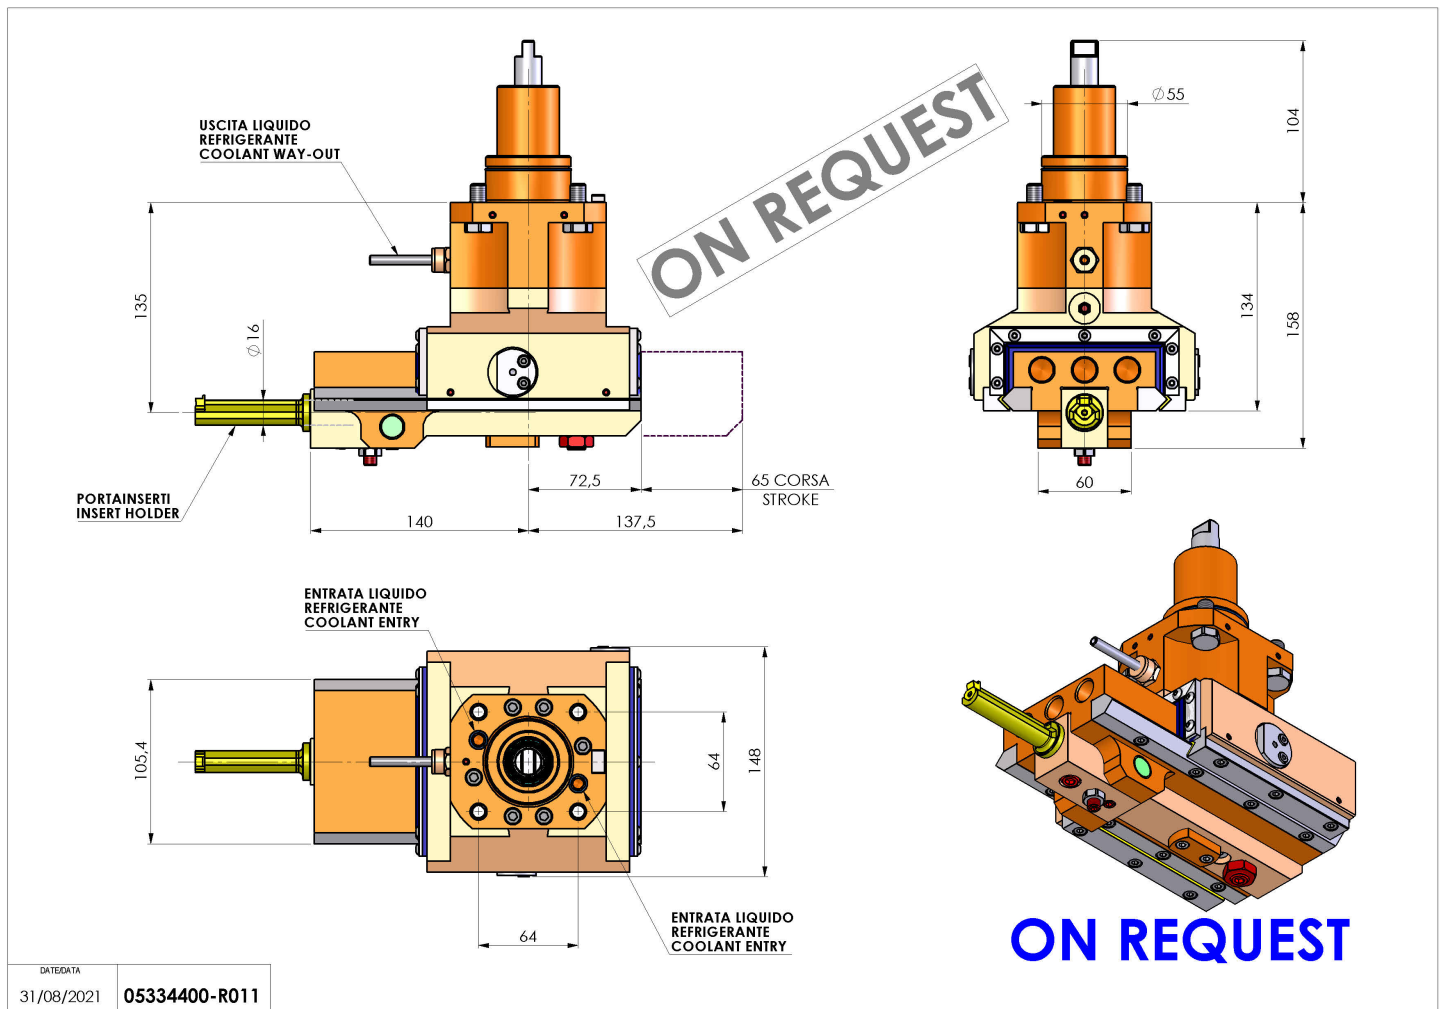 USCITA LIQUIDO
REFRIGERANTE
COOLANT WAY-OUT
ON REQUEST
∅55
104
135
∅16
134
158
72,5
65 CORSA
STROKE
60
PORTAINSERTI
INSERT HOLDER
140
137,5
ENTRATA LIQUIDO
REFRIGERANTE
COOLANT ENTRY
105,4
64
148
64
ENTRATA LIQUIDO
REFRIGERANTE
COOLANT ENTRY
ON REQUEST
DATE/DATA
31/08/2021
05334400-R011